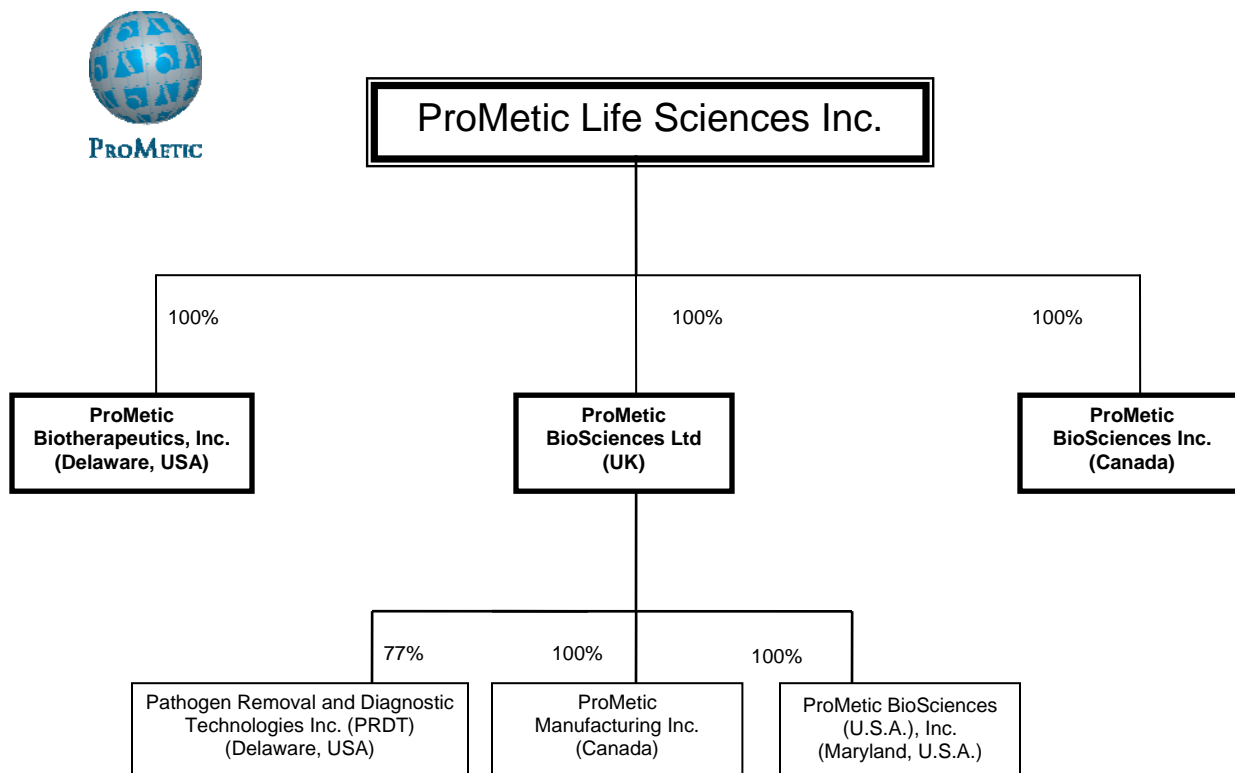 PROMETIC
ProMetic Life Sciences Inc.
100%
100%
100%
ProMetic
Biotherapeutics, Inc.
(Delaware, USA)
ProMetic
BioSciences Ltd
(UK)
ProMetic
BioSciences Inc.
(Canada)
77%
100%
100%
Pathogen Removal and Diagnostic
Technologies Inc. (PRDT)
(Delaware, USA)
ProMetic
Manufacturing Inc.
(Canada)
ProMetic BioSciences
(U.S.A.), Inc.
(Maryland, U.S.A.)